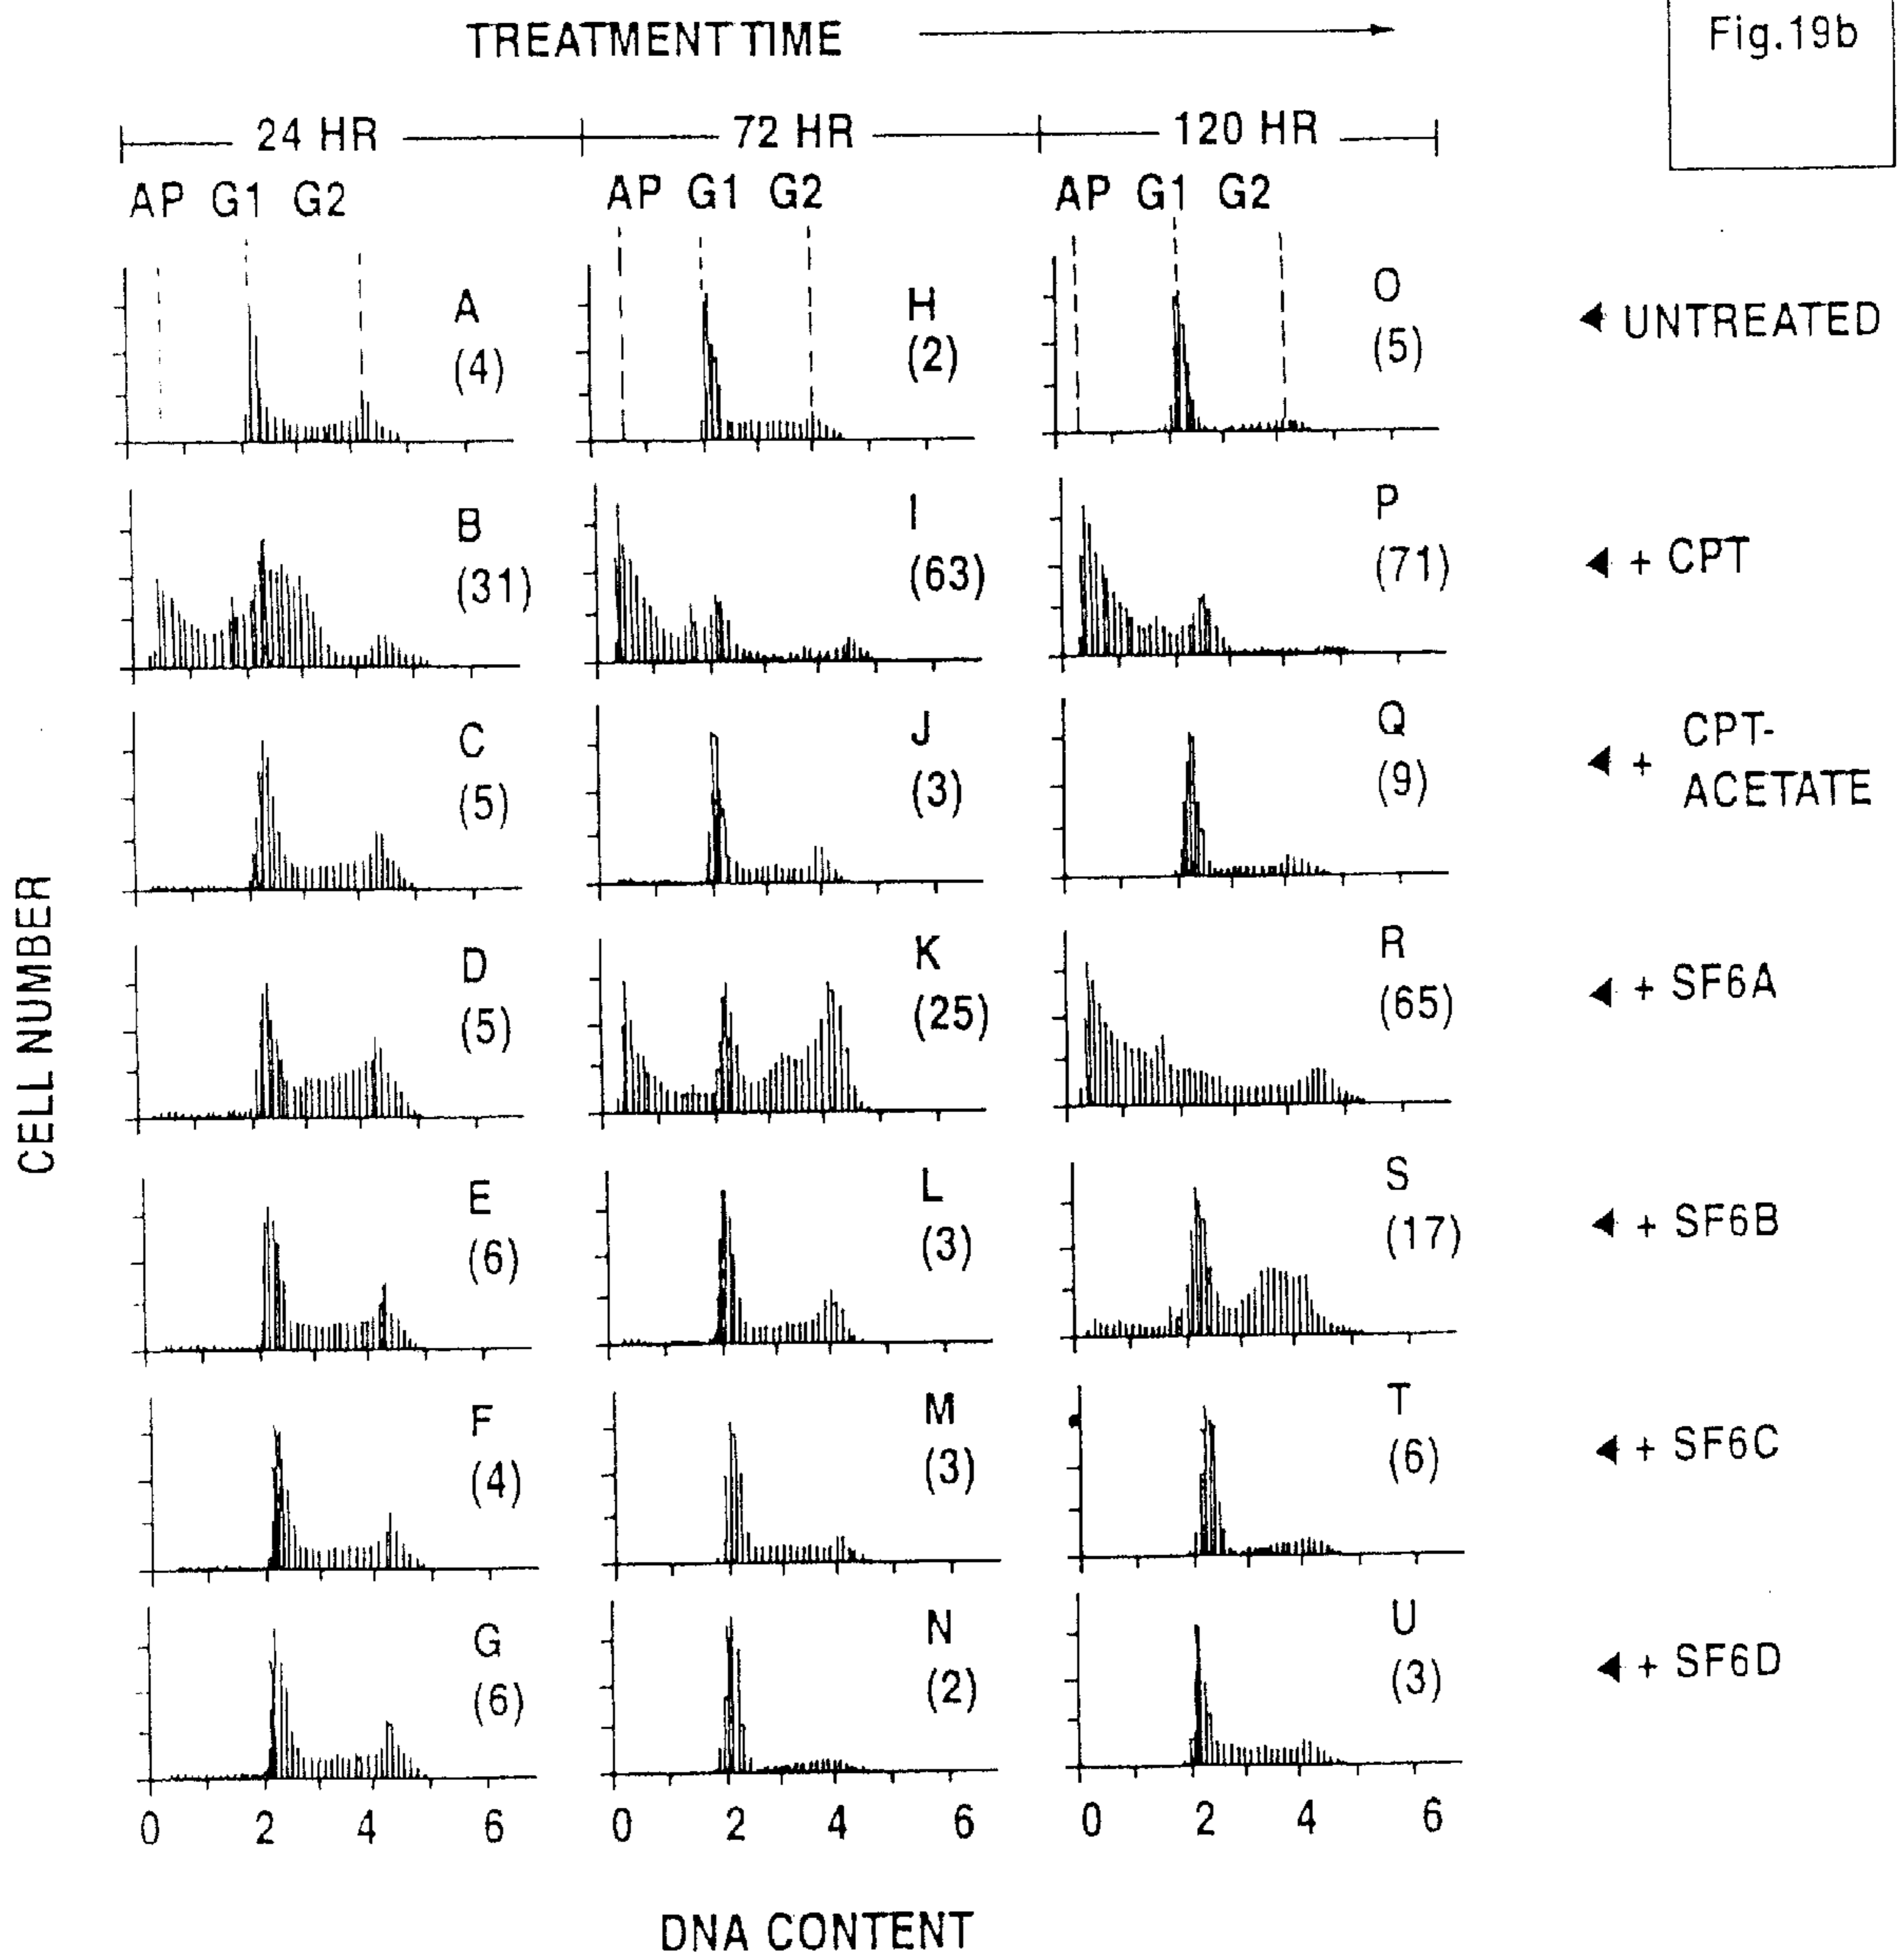 TREATMENT TIME
Fig.19b
24 HR 72 HR 120 HR
AP G1 G2 AP G1 G2 AP G1 G2
A H O
(4) (2) (5)
UNTREATED
B I P
(31) (63) (71)
+ CPT
C J Q
(5) (3) (9)
+ CPT-
ACETATE
D K R
(5) (25) (65)
+ SF6A
E L S
(6) (3) (17)
+ SF6B
F M T
(4) (3) (6)
+ SF6C
G N U
(6) (2) (3)
+ SF6D
0 2 4 6 0 2 4 6 0 2 4 6
CELL NUMBER
DNA CONTENT